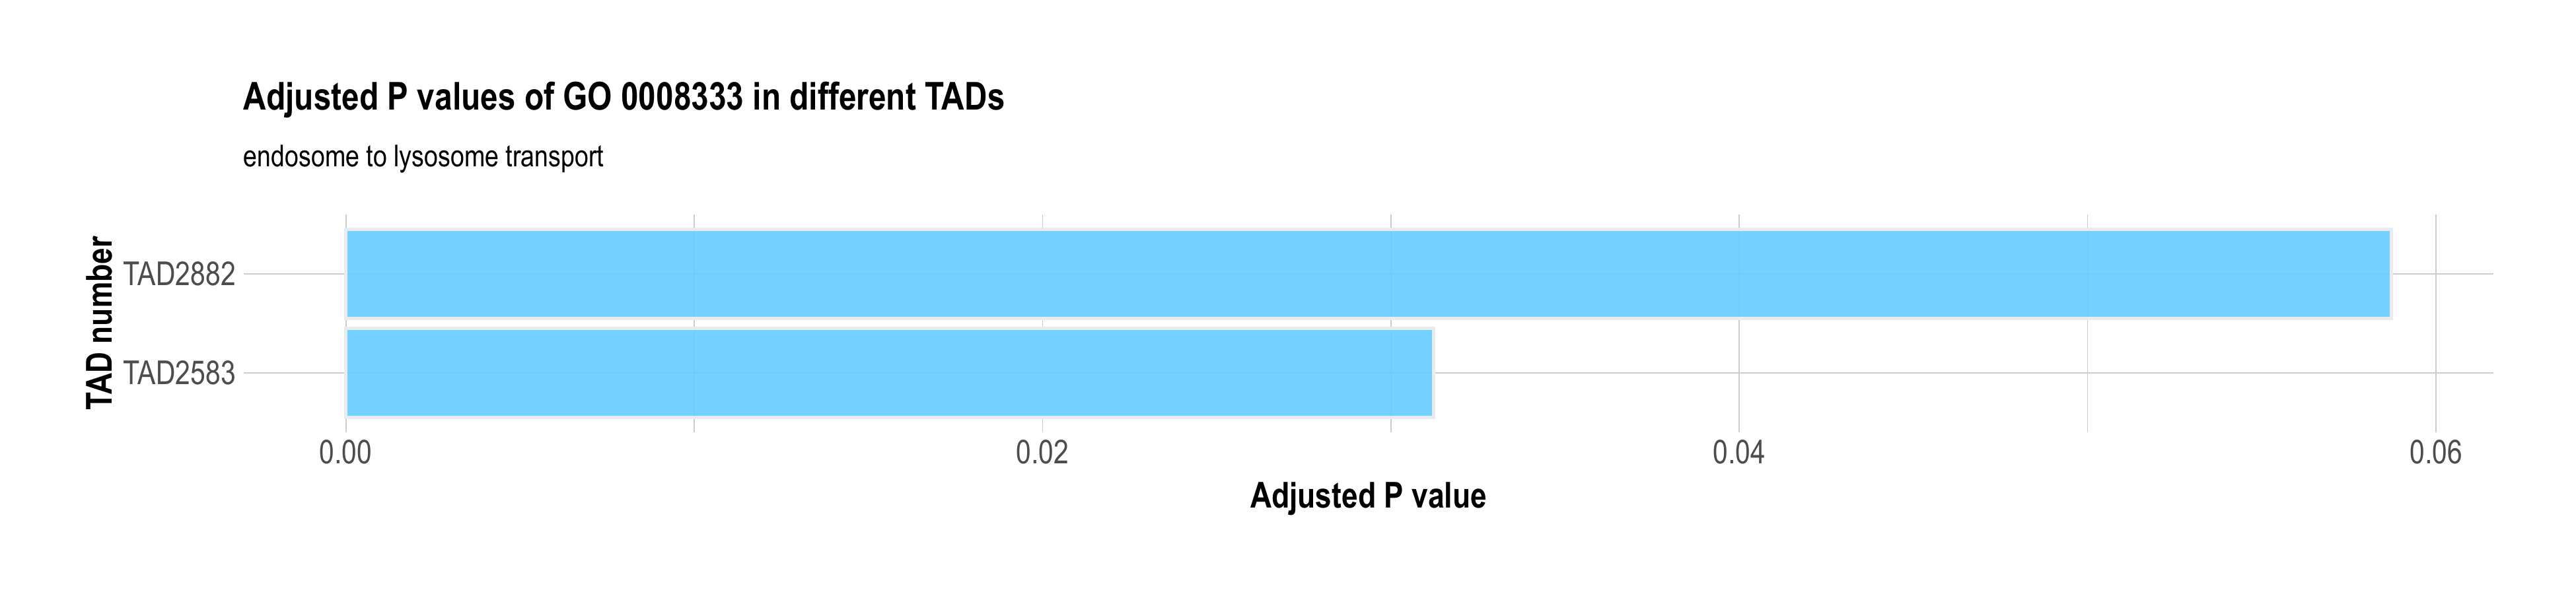 Adjusted P values of GO 0008333 in different TADs
endosome to lysosome transport
TAD number
TAD2882
TAD2583
0.00
0.02
0.04
0.06
Adjusted P value